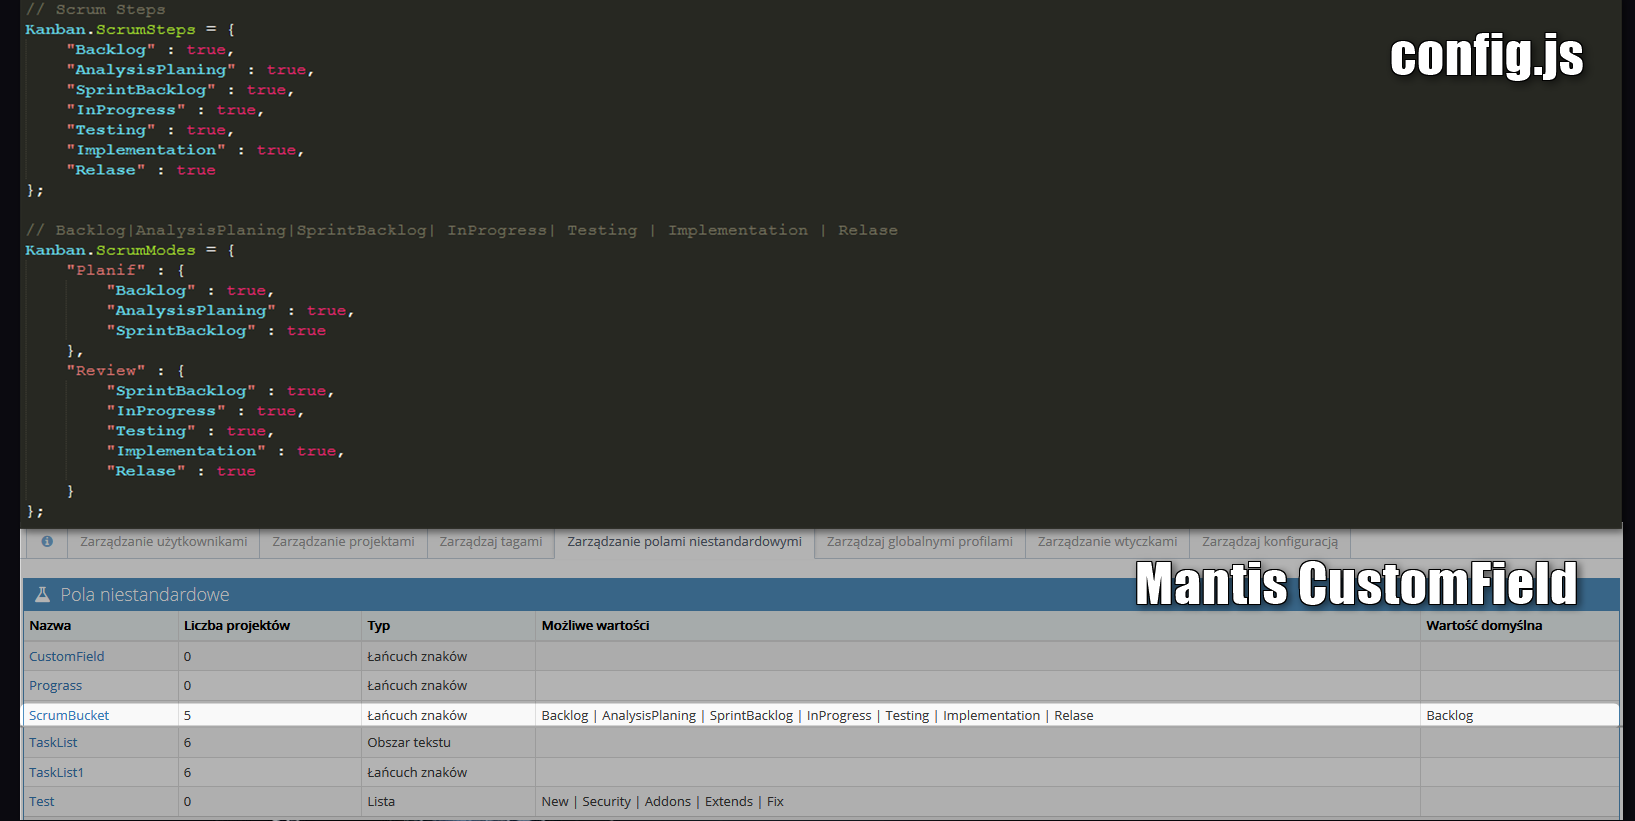 // Scrum Steps
Kanban.ScrumSteps = {
"Backlog" : true,
"AnalysisPlaning" : true,
"SprintBacklog" : true,
"InProgress" : true,
"Testing" : true,
"Implementation" : true,
"Relase" : true
};
config.js
// Backlog|AnalysisPlaning|SprintBacklog| InProgress| Testing | Implementation | Relase
Kanban.ScrumModes = {
"Planif" : {
"Backlog" : true,
"AnalysisPlaning" : true,
"SprintBacklog" : true
},
"Review" : {
"SprintBacklog" : true,
"InProgress" : true,
"Testing" : true,
"Implementation" : true,
"Relase" : true
}
};
Zarządzanie użytkownikami Zarządzanie projektami Zarządzaj tagami Zarządzanie polami niestandardowymi Zarządzaj globalnymi profilami Zarządzanie wtyczkami Zarządzaj konfiguracją
Mantis CustomField
Pola niestandardowe
Nazwa Liczba projektów Typ Możliwe wartości Wartość domyślna
CustomField 0 Łańcuch znaków
Prograss 0 Łańcuch znaków
ScrumBucket 5 Łańcuch znaków Backlog | AnalysisPlaning | SprintBacklog | InProgress | Testing | Implementation | Relase Backlog
TaskList 6 Obszar tekstu
TaskList1 6 Łańcuch znaków
Test 0 Lista New | Security | Addons | Extends | Fix